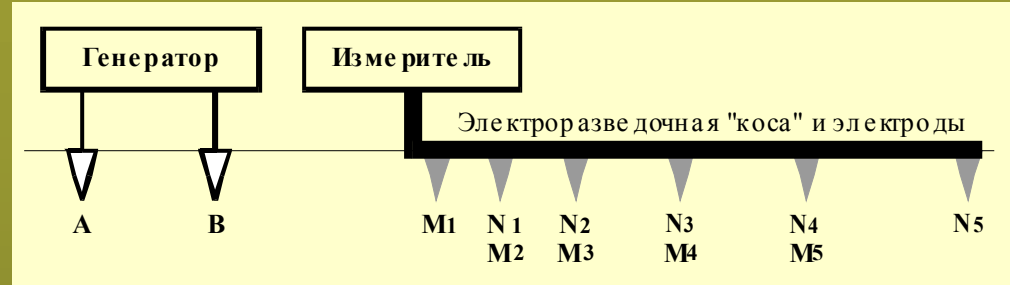 Генератор
Измеритель
Электроразведочная "коса" и электроды
A B M1 N1 N2 N3 N4 N5
M2 M3 M4 M5